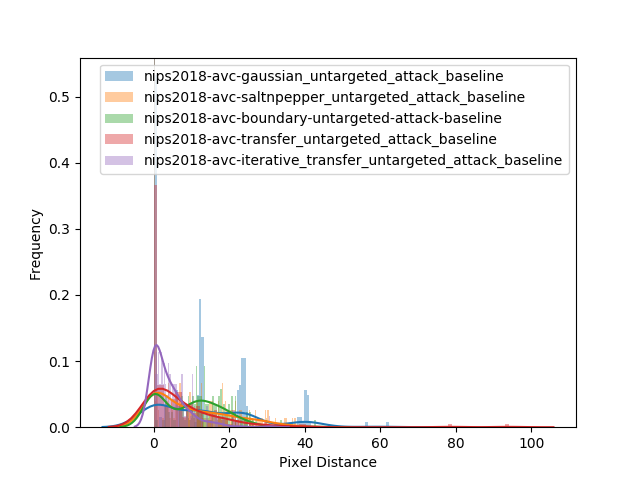 nips2018-avc-gaussian_untargeted_attack_baseline
nips2018-avc-saltnpepper_untargeted_attack_baseline
nips2018-avc-boundary-untargeted-attack-baseline
nips2018-avc-transfer_untargeted_attack_baseline
nips2018-avc-iterative_transfer_untargeted_attack_baseline
0.5
0.4
0.3
0.2
0.1
0.0
Frequency
0 20 40 60 80 100
Pixel Distance